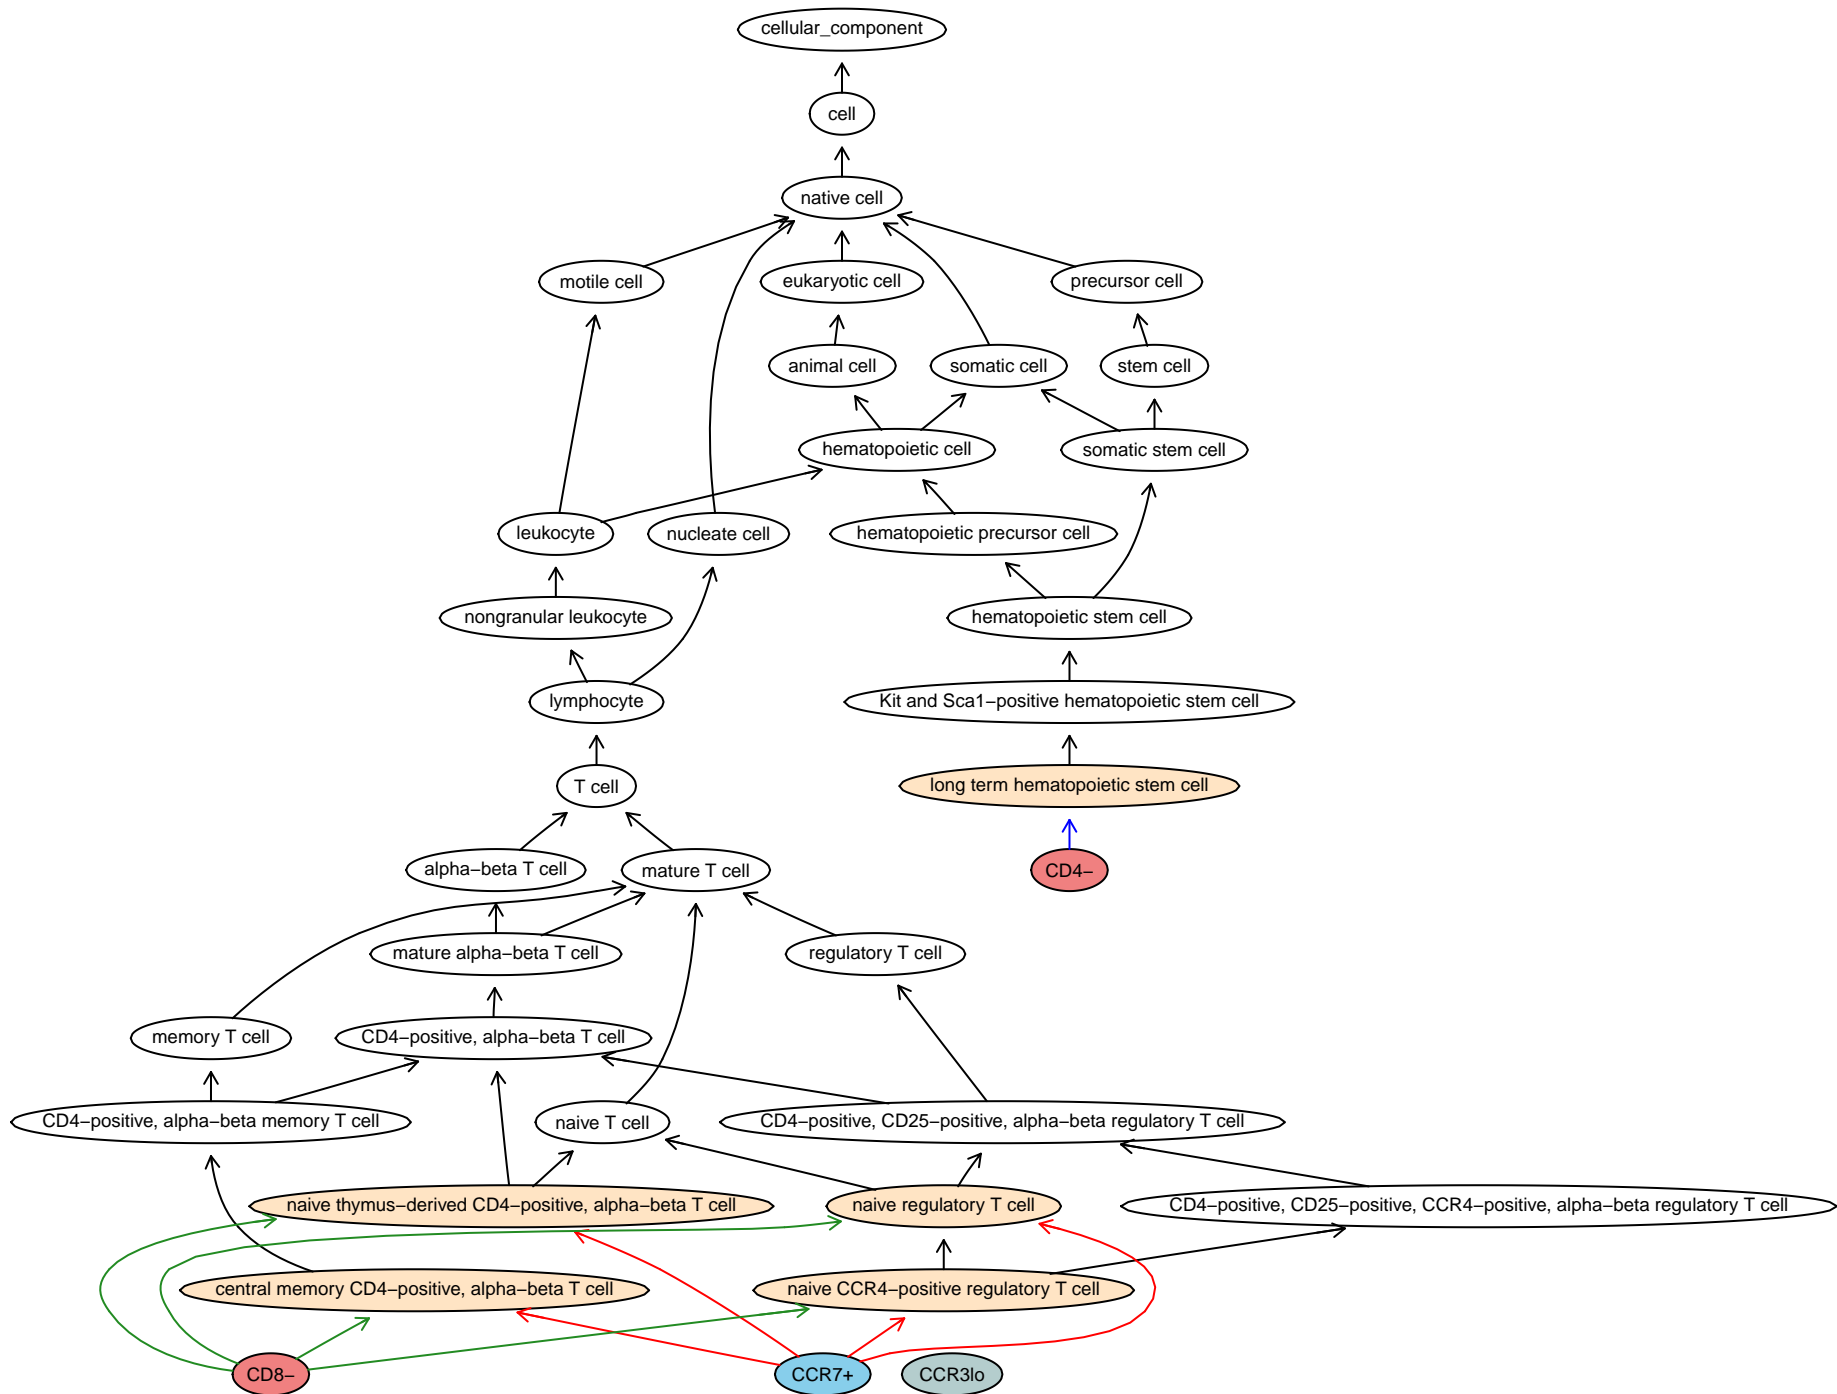 cellular_component
cell
native cell
motile cell
eukaryotic cell
precursor cell
animal cell
somatic cell
stem cell
hematopoietic cell
somatic stem cell
leukocyte
nucleate cell
hematopoietic precursor cell
nongranular leukocyte
hematopoietic stem cell
lymphocyte
Kit and Sca1−positive hematopoietic stem cell
T cell
long term hematopoietic stem cell
alpha−beta T cell
mature T cell
CD4−
mature alpha−beta T cell
regulatory T cell
memory T cell
CD4−positive, alpha−beta T cell
CD4−positive, alpha−beta memory T cell
naive T cell
CD4−positive, CD25−positive, alpha−beta regulatory T cell
naive thymus−derived CD4−positive, alpha−beta T cell
naive regulatory T cell
CD4−positive, CD25−positive, CCR4−positive, alpha−beta regulatory T cell
central memory CD4−positive, alpha−beta T cell
naive CCR4−positive regulatory T cell
CD8−
CCR7+
CCR3lo